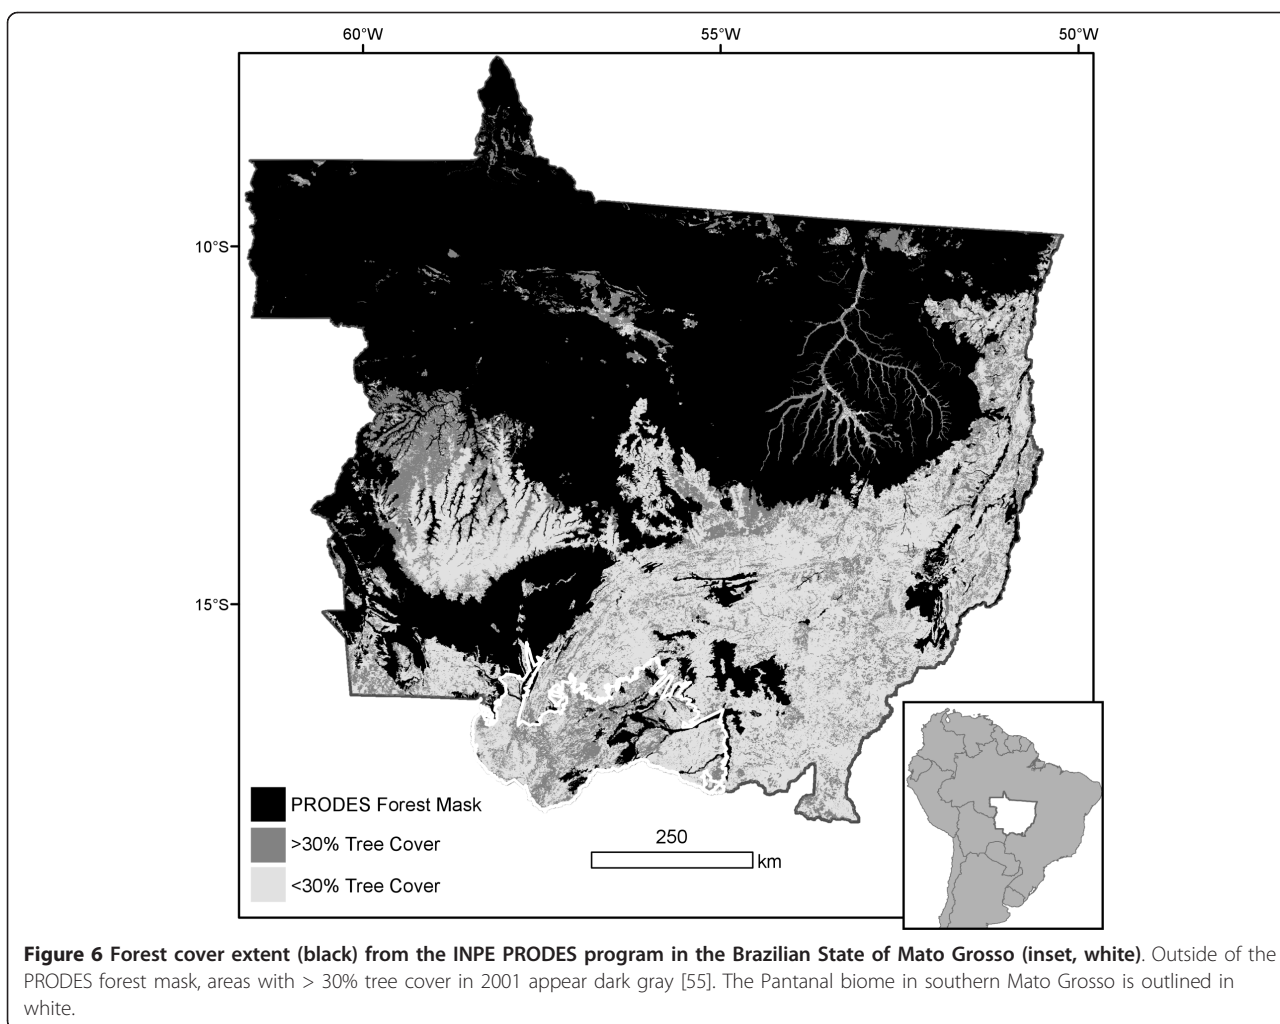 60°W 55°W 50°W
10°S
15°S
PRODES Forest Mask
>30% Tree Cover
<30% Tree Cover
250
km
Figure 6 Forest cover extent (black) from the INPE PRODES program in the Brazilian State of Mato Grosso (inset, white). Outside of the
PRODES forest mask, areas with > 30% tree cover in 2001 appear dark gray [55]. The Pantanal biome in southern Mato Grosso is outlined in
white.